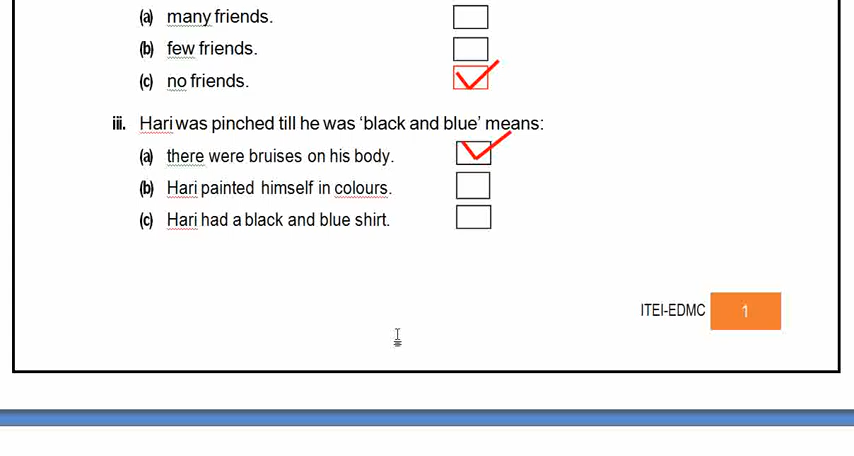 (a) many friends.
(b) few friends.
(c) no friends.
iii. Hari was pinched till he was ‘black and blue’ means:
(a) there were bruises on his body.
(b) Hari painted himself in colours.
(c) Hari had a black and blue shirt.
ITEI-EDMC 1